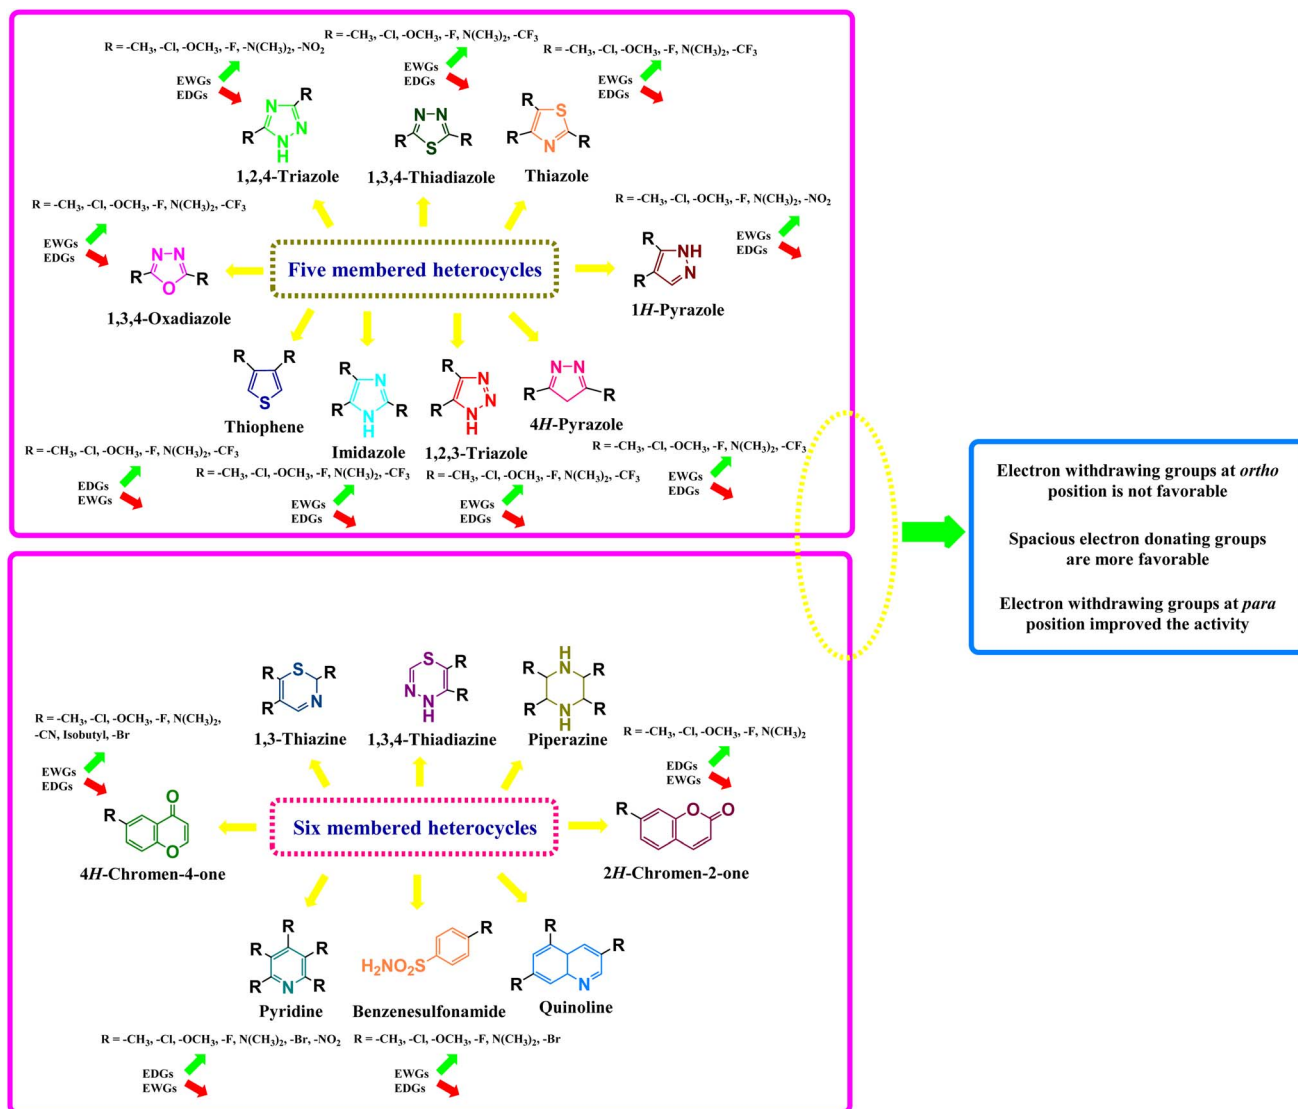 R = -CH₃, -Cl, -OCH₃, -F, -N(CH₃)₂, -NO₂
EWGs
EDGs
N
R
R
N
N
H
1,2,4-Triazole
R = -CH₃, -Cl, -OCH₃, -F, N(CH₃)₂, -CF₃
EWGs
EDGs
N N
R
S
R
1,3,4-Thiadiazole
R = -CH₃, -Cl, -OCH₃, -F, N(CH₃)₂, -CF₃
EWGs
EDGs
R
S
R
N
R
Thiazole
R = -CH₃, -Cl, -OCH₃, -F, N(CH₃)₂, -CF₃
EWGs
EDGs
N N
R
O
R
1,3,4-Oxadiazole
Five membered heterocycles
R = -CH₃, -Cl, -OCH₃, -F, N(CH₃)₂, -NO₂
EWGs
EDGs
R
NH
R
N
1H-Pyrazole
R
R
S
Thiophene
R = -CH₃, -Cl, -OCH₃, -F, N(CH₃)₂, -CF₃
EDGs
EWGs
R
N
R
N
H
R
Imidazole
R = -CH₃, -Cl, -OCH₃, -F, N(CH₃)₂, -CF₃
EWGs
EDGs
R
N
N
R
N
H
1,2,3-Triazole
R = -CH₃, -Cl, -OCH₃, -F, N(CH₃)₂, -CF₃
EWGs
EDGs
N N
R
R
4H-Pyrazole
R = -CH₃, -Cl, -OCH₃, -F, N(CH₃)₂, -CF₃
EWGs
EDGs
R
S
R
R
N
1,3-Thiazine
S
R
N
N
H
R
1,3,4-Thiadiazine
H
N
R
R
R
R
N
H
Piperazine
R = -CH₃, -Cl, -OCH₃, -F, N(CH₃)₂,
-CN, Isobutyl, -Br
EWGs
EDGs
O
R
O
4H-Chromen-4-one
Six membered heterocycles
R = -CH₃, -Cl, -OCH₃, -F, N(CH₃)₂
EDGs
EWGs
R
O
O
2H-Chromen-2-one
R
R
R
R
N
R
Pyridine
R = -CH₃, -Cl, -OCH₃, -F, N(CH₃)₂, -Br, -NO₂
EDGs
EWGs
R
H₂NO₂S
Benzenesulfonamide
R = -CH₃, -Cl, -OCH₃, -F, N(CH₃)₂, -Br
EWGs
EDGs
R
R
R
N
Quinoline
Electron withdrawing groups at ortho
position is not favorable
Spacious electron donating groups
are more favorable
Electron withdrawing groups at para
position improved the activity